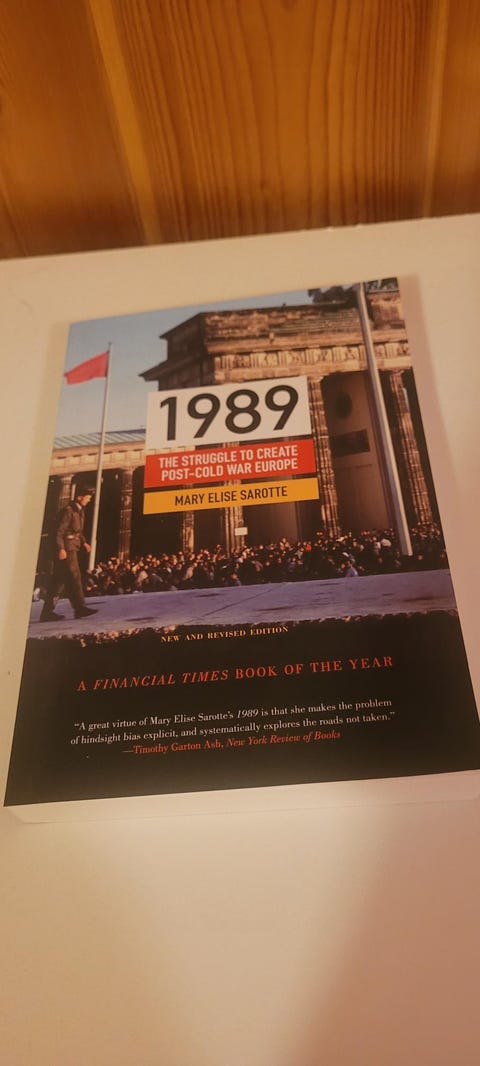 1989
THE STRUGGLE TO CREATE
POST-COLD WAR EUROPE
MARY ELISE SAROTTE
NEW AND REVISED EDITION
A FINANCIAL TIMES BOOK OF THE YEAR
“A great virtue of Mary Elise Sarotte’s 1989 is that she makes the problem
of hindsight bias explicit, and systematically explores the roads not taken.”
—Timothy Garton Ash, New York Review of Books